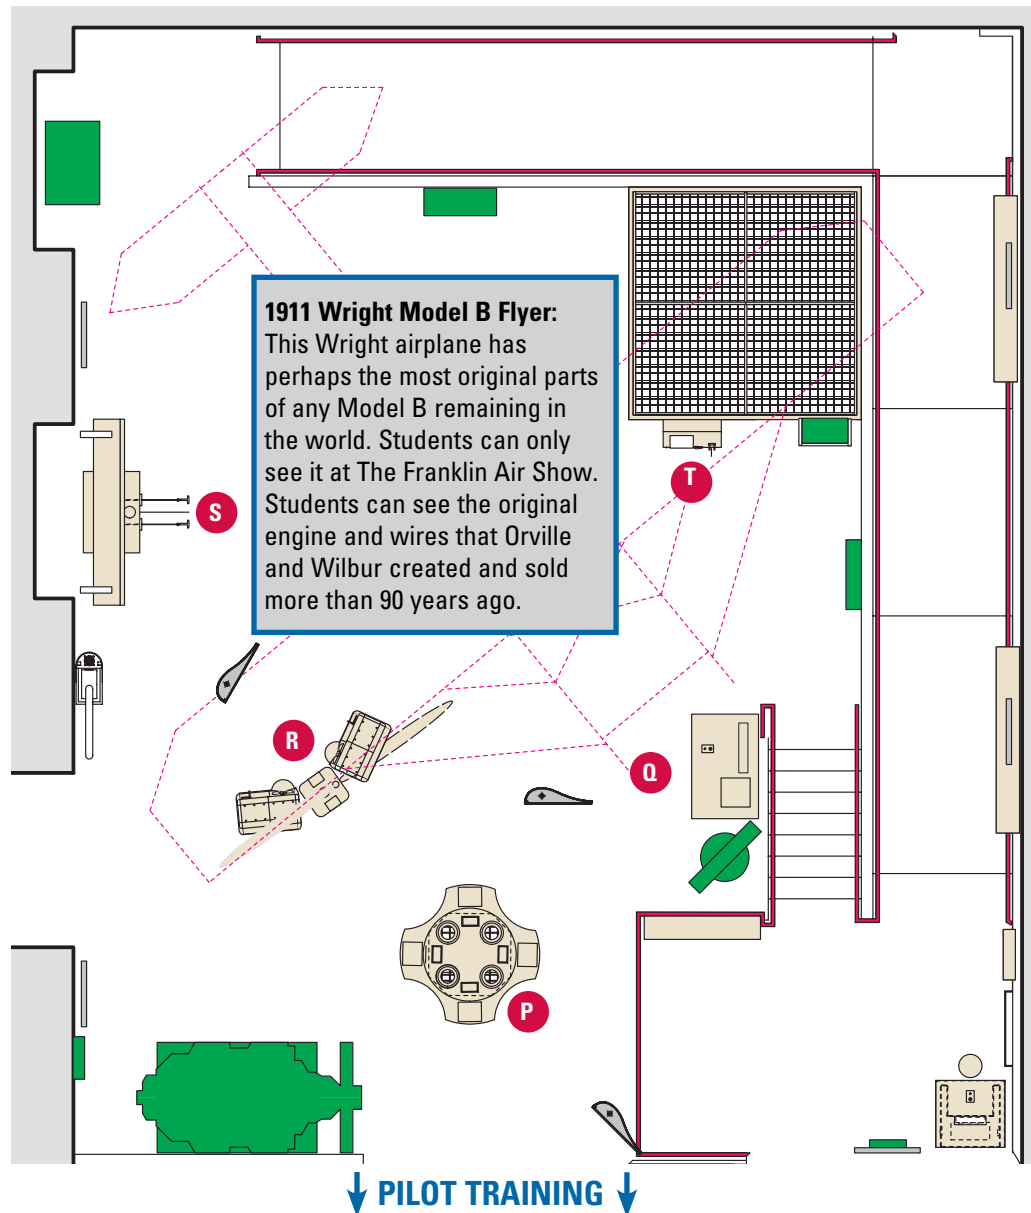 1911 Wright Model B Flyer:
This Wright airplane has
perhaps the most original parts
of any Model B remaining in
the world. Students can only
see it at The Franklin Air Show.
Students can see the original
engine and wires that Orville
and Wilbur created and sold
more than 90 years ago.
T
S
R
Q
P
PILOT TRAINING